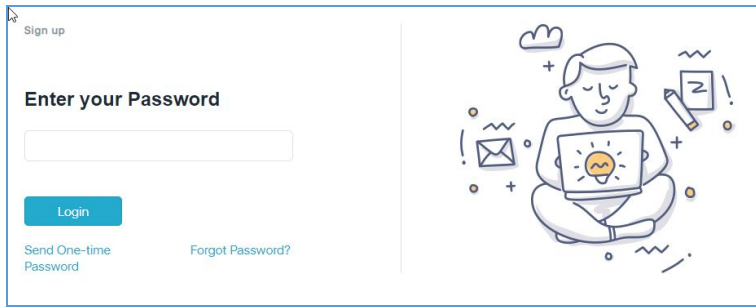 Sign up
Enter your Password
Login
Send One-time
Password
Forgot Password?